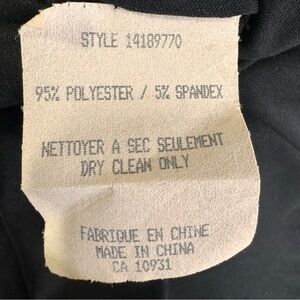 STYLE 14189770
95% POLYESTER / 5% SPANDEX
NETTOYER A SEC SEULEMENT
DRY CLEAN ONLY
FABRIQUE EN CHINE
MADE IN CHINA
CA 10931